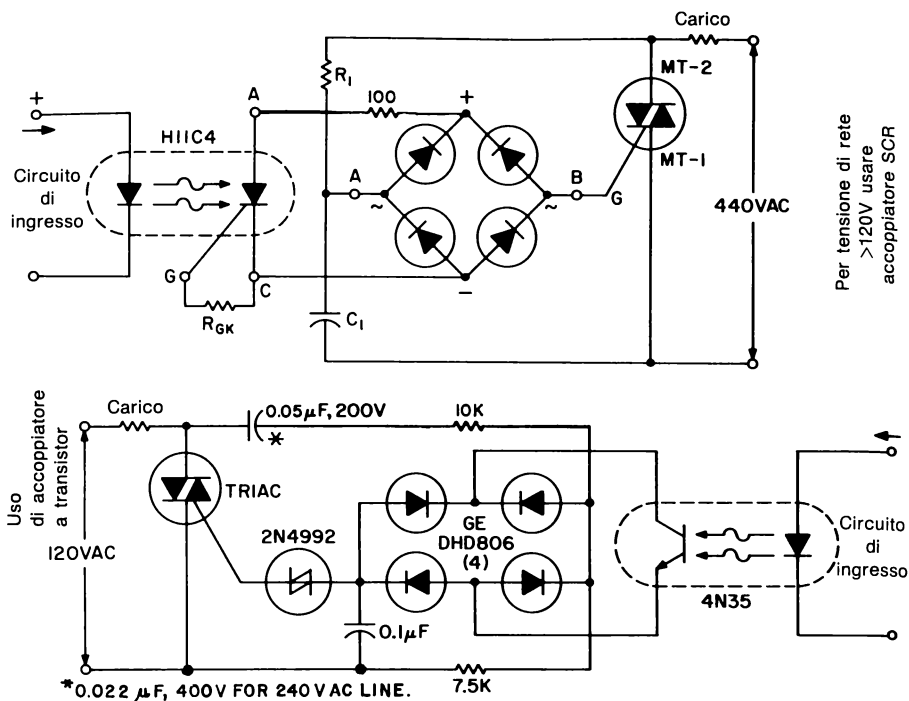 Carico
R1
MT-2
+
A
100
+
H11C4
MT-1
Circuito
di
ingresso
A
~
~
B
G
440VAC
Per tensione di rete
>120V usare
accoppiatore SCR
G
C
−
RGK
C1
Uso
di accoppiatore
a transistor
Carico
0.05µF, 200V
*
10K
TRIAC
120VAC
2N4992
GE
DHD806
(4)
Circuito
di
ingresso
4N35
0.1µF
7.5K
*0.022 µF, 400V FOR 240 VAC LINE.